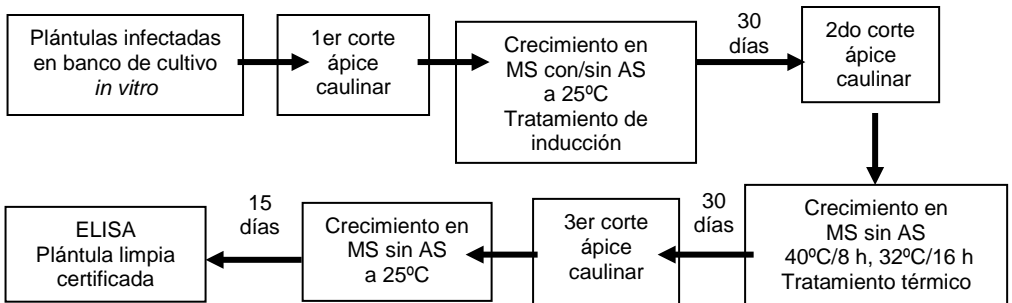 Plántulas infectadas
en banco de cultivo
in vitro
1er corte
ápice
caulinar
Crecimiento en
MS con/sin AS
a 25ºC
Tratamiento de
inducción
30
días
2do corte
ápice
caulinar
Crecimiento en
MS sin AS
40ºC/8 h, 32ºC/16 h
Tratamiento térmico
30
días
3er corte
ápice
caulinar
Crecimiento en
MS sin AS
a 25ºC
15
días
ELISA
Plántula limpia
certificada